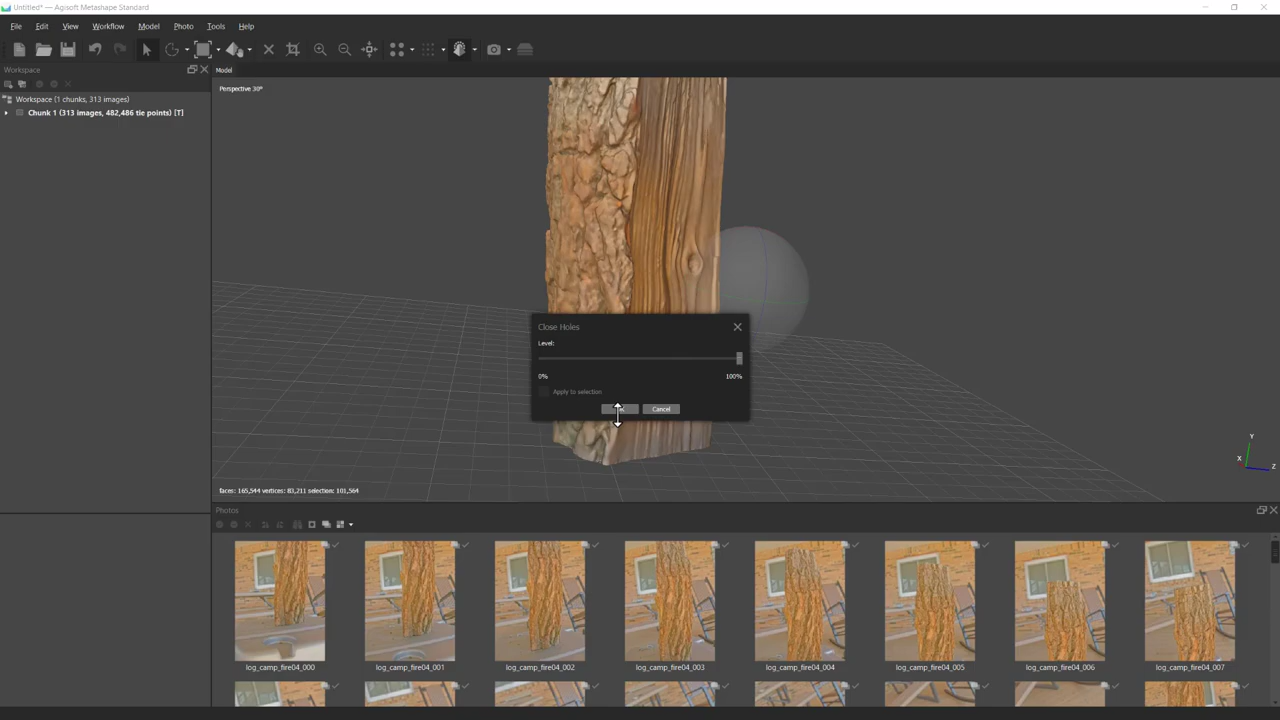 Untitled* — Agisoft Metashape Standard
File Edit View Workflow Model Photo Tools Help
Workspace
Model
Workspace (1 chunks, 313 images)
Chunk 1 (313 images, 482,486 tie points) [T]
Perspective 30°
Close Holes
Level:
0% 100%
Apply to selection
Cancel
Y
X
Z
faces: 165,544 vertices: 83,211 selection: 101,564
Photos
log_camp_fire04_000 log_camp_fire04_001 log_camp_fire04_002 log_camp_fire04_003 log_camp_fire04_004 log_camp_fire04_005 log_camp_fire04_006 log_camp_fire04_007